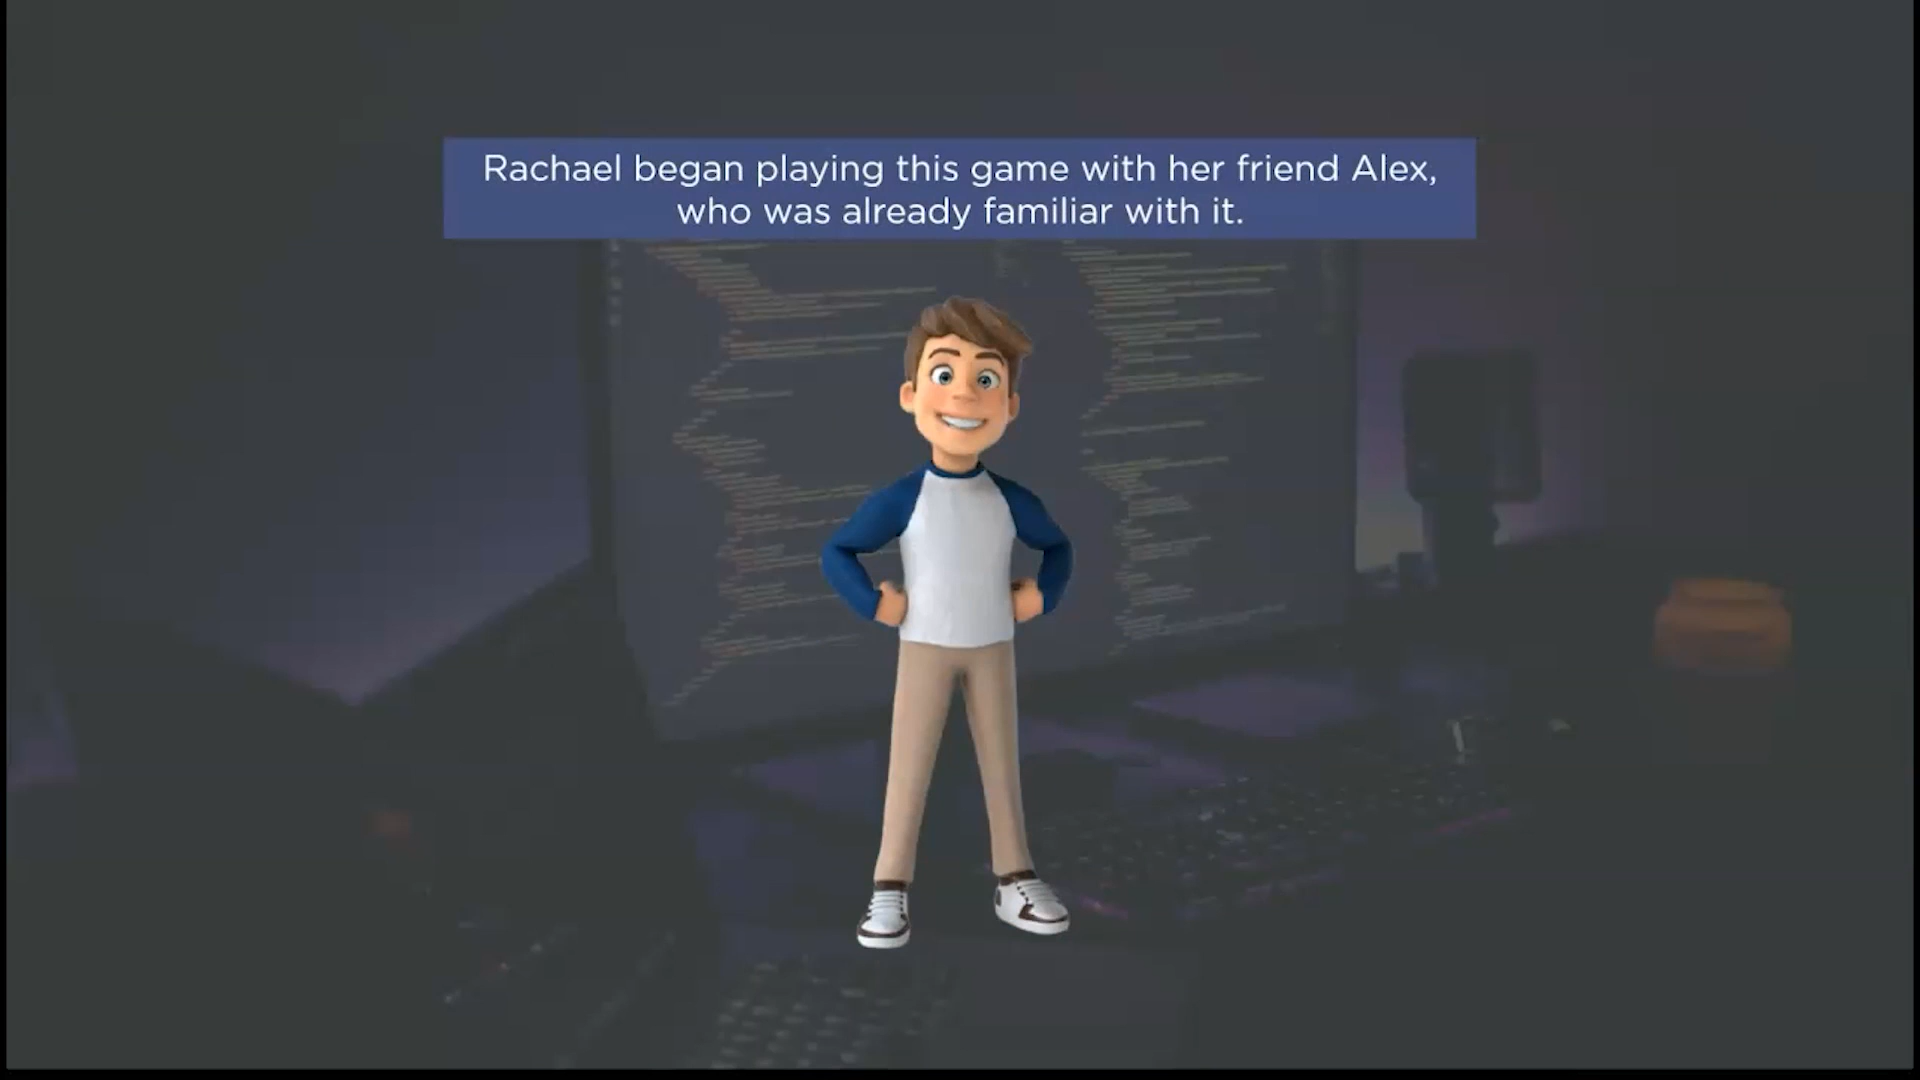 Rachael began playing this game with her friend Alex,
who was already familiar with it.